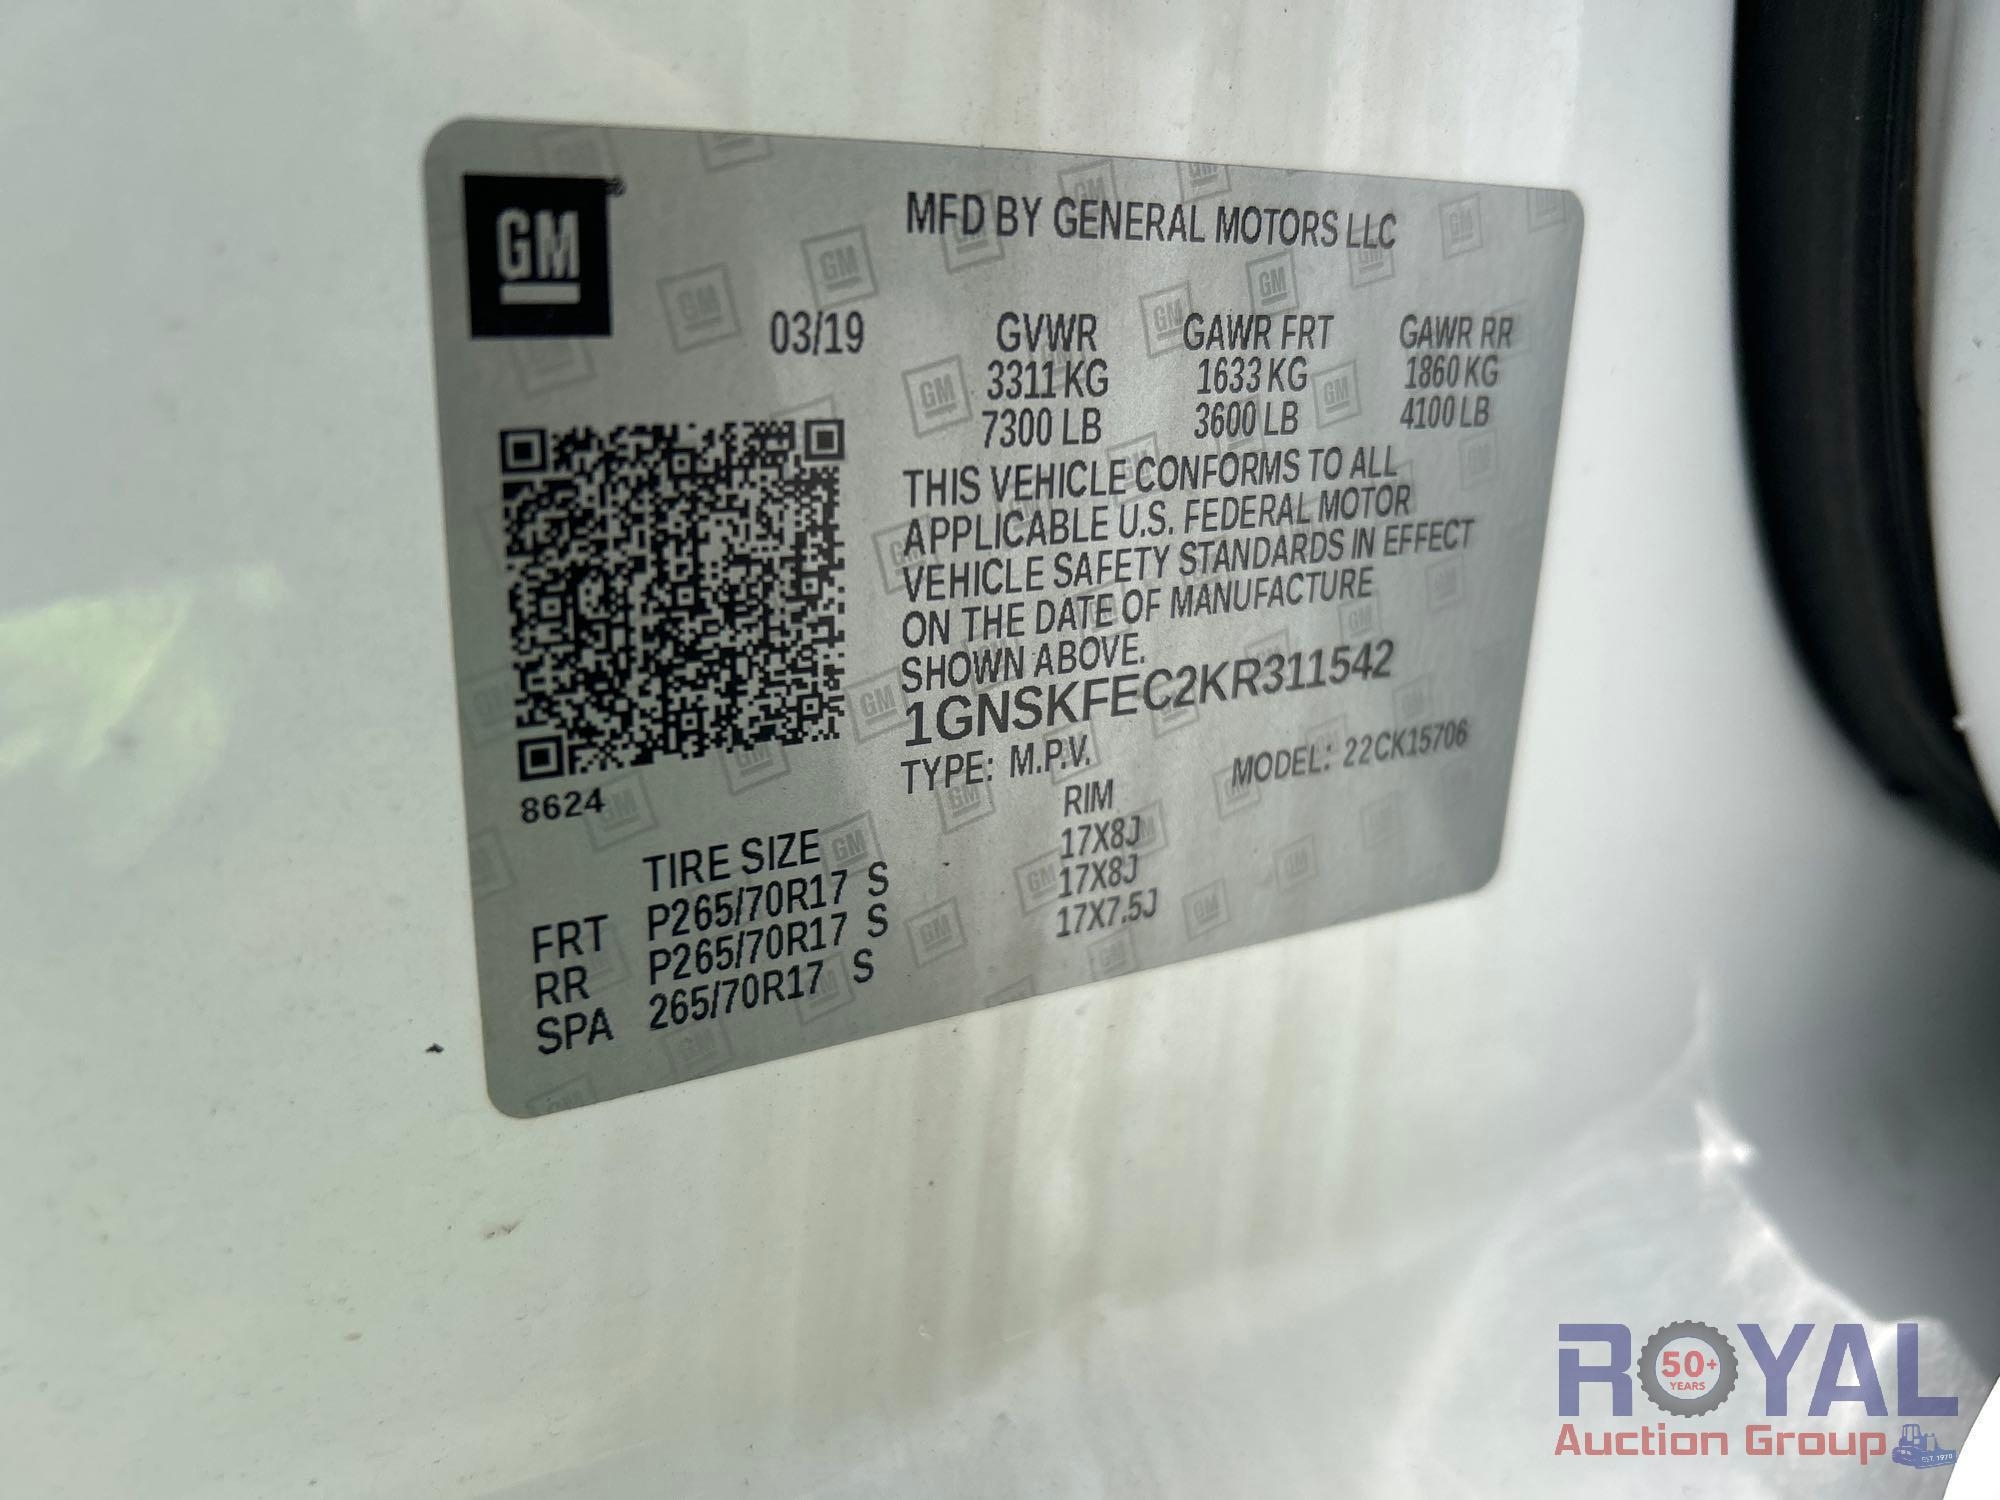 GM
MFD BY GENERAL MOTORS LLC
03/19 GVWR GAWR FRT GAWR RR
3311 KG 1633 KG 1860 KG
7300 LB 3600 LB 4100 LB
THIS VEHICLE CONFORMS TO ALL
APPLICABLE U.S. FEDERAL MOTOR
VEHICLE SAFETY STANDARDS IN EFFECT
ON THE DATE OF MANUFACTURE
SHOWN ABOVE.
1GNSKFEC2KR311542
TYPE: M.P.V. MODEL: 22CK15706
8624
TIRE SIZE RIM
FRT P265/70R17 S 17X8J
RR P265/70R17 S 17X8J
SPA 265/70R17 S 17X7.5J
ROYAL
50+
YEARS
Auction Group
EST. 1970